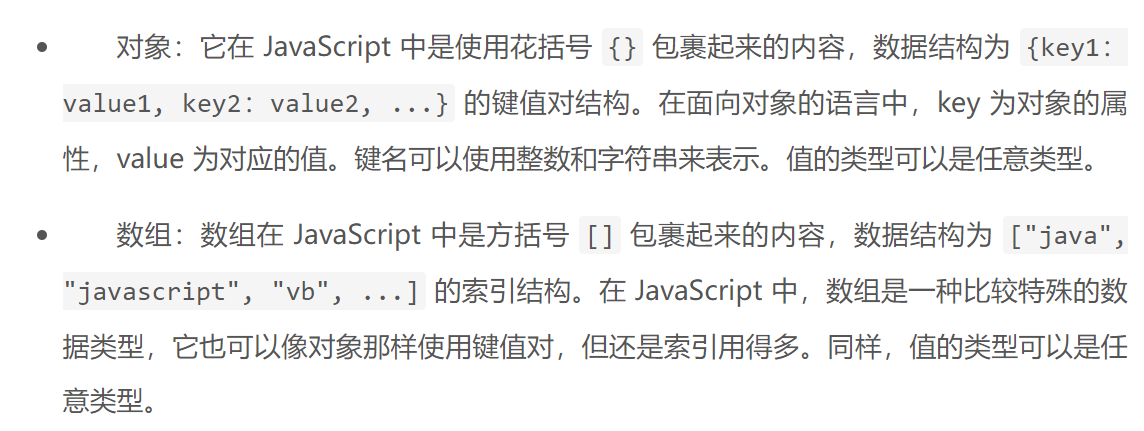 对象：它在 JavaScript 中是使用花括号 {} 包裹起来的内容，数据结构为 {key1：
value1, key2：value2, ...} 的键值对结构。在面向对象的语言中，key 为对象的属
性，value 为对应的值。键名可以使用整数和字符串来表示。值的类型可以是任意类型。
数组：数组在 JavaScript 中是方括号 [] 包裹起来的内容，数据结构为 ["java",
"javascript", "vb", ...] 的索引结构。在 JavaScript 中，数组是一种比较特殊的数
据类型，它也可以像对象那样使用键值对，但还是索引用得多。同样，值的类型可以是任
意类型。